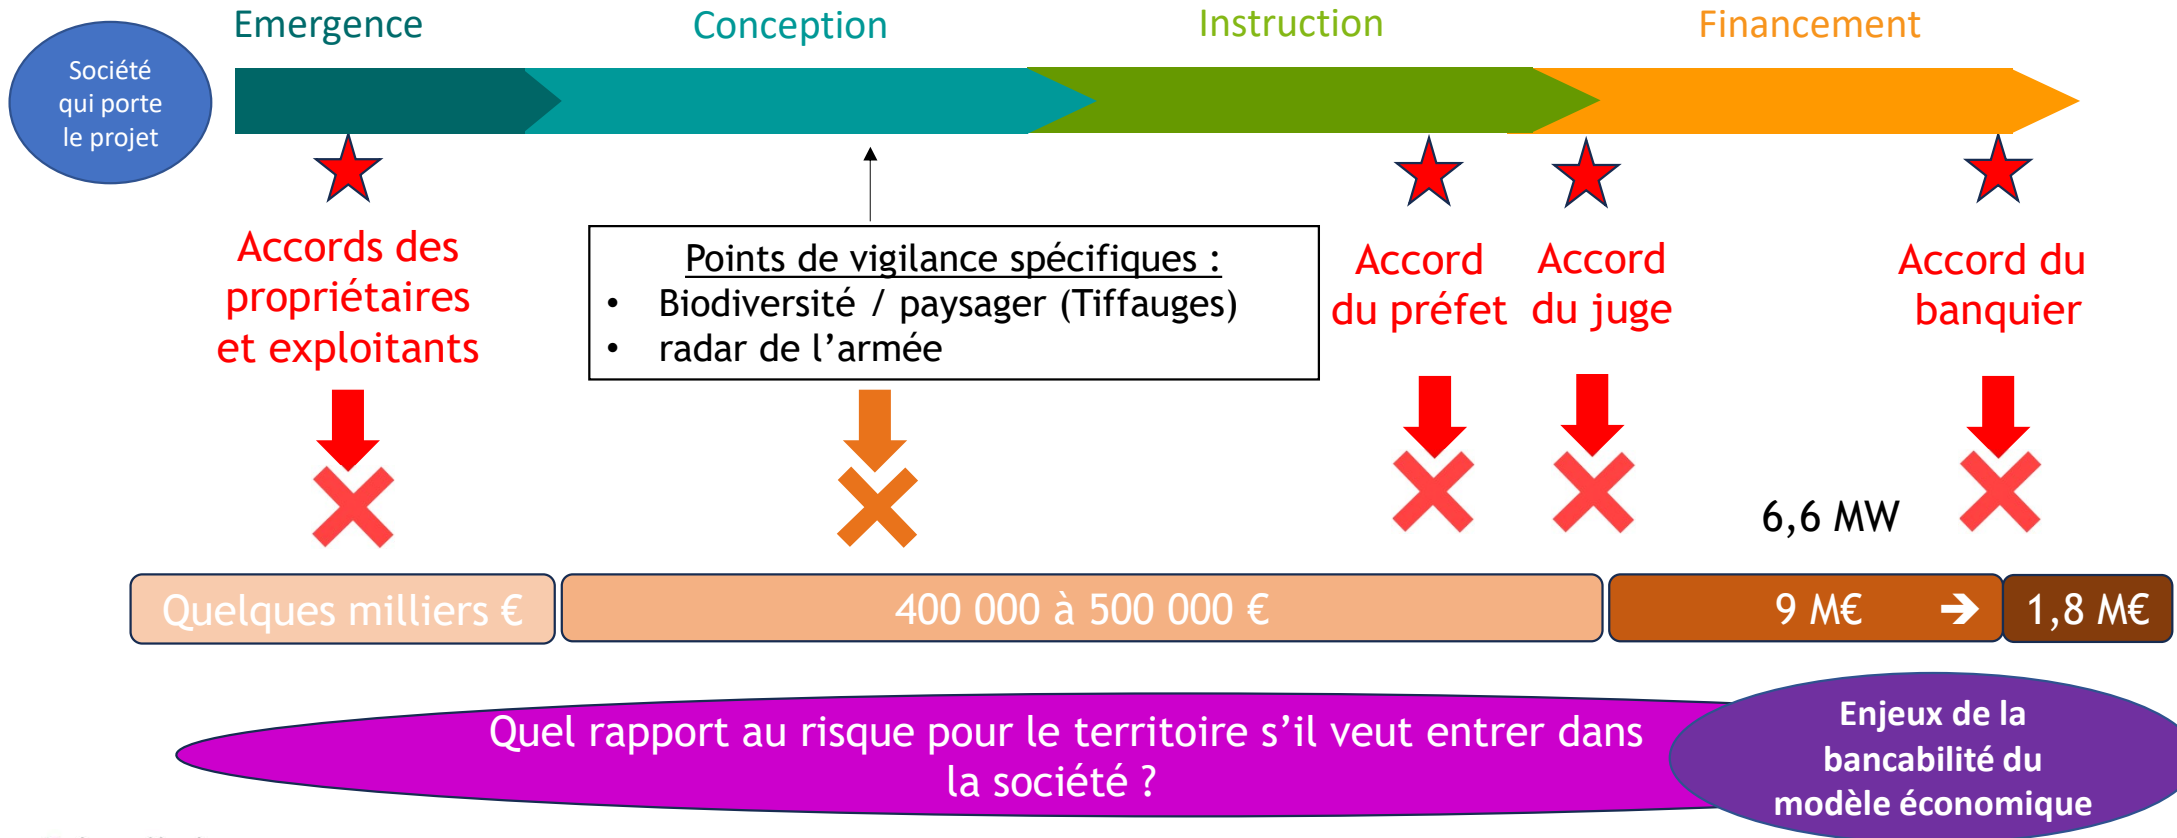 Emergence
Conception
Instruction
Financement
Société
qui porte
le projet
Accords des
propriétaires
et exploitants
Points de vigilance spécifiques :
• Biodiversité / paysager (Tiffauges)
• radar de l’armée
Accord
du préfet
Accord
du juge
Accord du
banquier
6,6 MW
Quelques milliers €
400 000 à 500 000 €
9 M€ ➔
1,8 M€
Quel rapport au risque pour le territoire s’il veut entrer dans
la société ?
Enjeux de la
bancabilité du
modèle économique